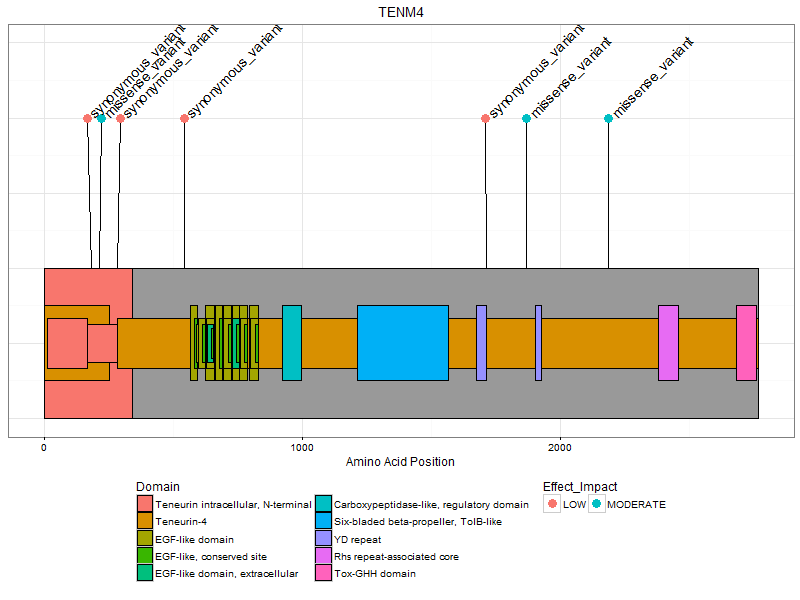 TENM4
synonymous_variant
missense_variant
synonymous_variant
synonymous_variant
synonymous_variant
missense_variant
missense_variant
0
1000
2000
Amino Acid Position
Domain
Teneurin intracellular, N-terminal
Teneurin-4
EGF-like domain
EGF-like, conserved site
EGF-like domain, extracellular
Carboxypeptidase-like, regulatory domain
Six-bladed beta-propeller, TolB-like
YD repeat
Rhs repeat-associated core
Tox-GHH domain
Effect_Impact
LOW
MODERATE